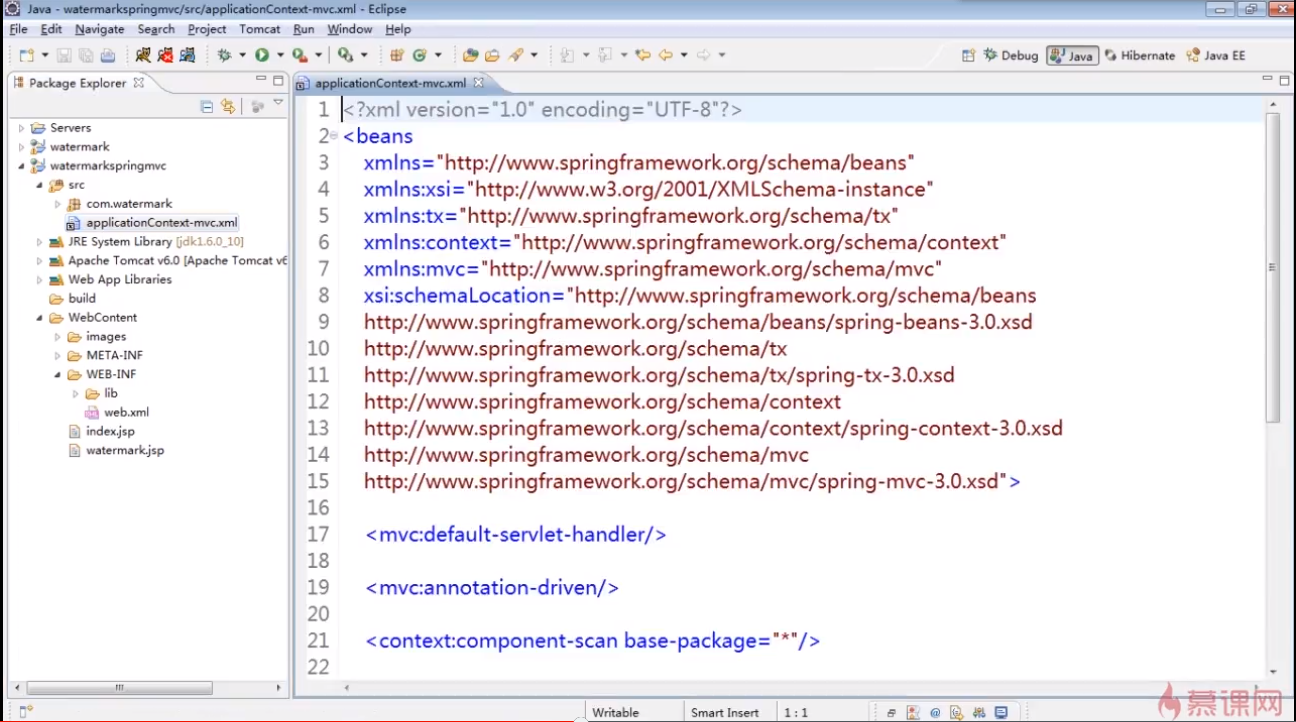 Java - watermarkspringmvc/src/applicationContext-mvc.xml - Eclipse
File Edit Navigate Search Project Tomcat Run Window Help
Debug Java Hibernate Java EE
Package Explorer
applicationContext-mvc.xml
Servers
watermark
watermarkspringmvc
src
com.watermark
applicationContext-mvc.xml
JRE System Library [jdk1.6.0_10]
Apache Tomcat v6.0 [Apache Tomcat v6
Web App Libraries
build
WebContent
images
META-INF
WEB-INF
lib
web.xml
index.jsp
watermark.jsp
1 <?xml version="1.0" encoding="UTF-8"?>
2 <beans
3 xmlns="http://www.springframework.org/schema/beans"
4 xmlns:xsi="http://www.w3.org/2001/XMLSchema-instance"
5 xmlns:tx="http://www.springframework.org/schema/tx"
6 xmlns:context="http://www.springframework.org/schema/context"
7 xmlns:mvc="http://www.springframework.org/schema/mvc"
8 xsi:schemaLocation="http://www.springframework.org/schema/beans
9 http://www.springframework.org/schema/beans/spring-beans-3.0.xsd
10 http://www.springframework.org/schema/tx
11 http://www.springframework.org/schema/tx/spring-tx-3.0.xsd
12 http://www.springframework.org/schema/context
13 http://www.springframework.org/schema/context/spring-context-3.0.xsd
14 http://www.springframework.org/schema/mvc
15 http://www.springframework.org/schema/mvc/spring-mvc-3.0.xsd">
16
17 <mvc:default-servlet-handler/>
18
19 <mvc:annotation-driven/>
20
21 <context:component-scan base-package="*"/>
22
Writable Smart Insert 1 : 1
慕课网